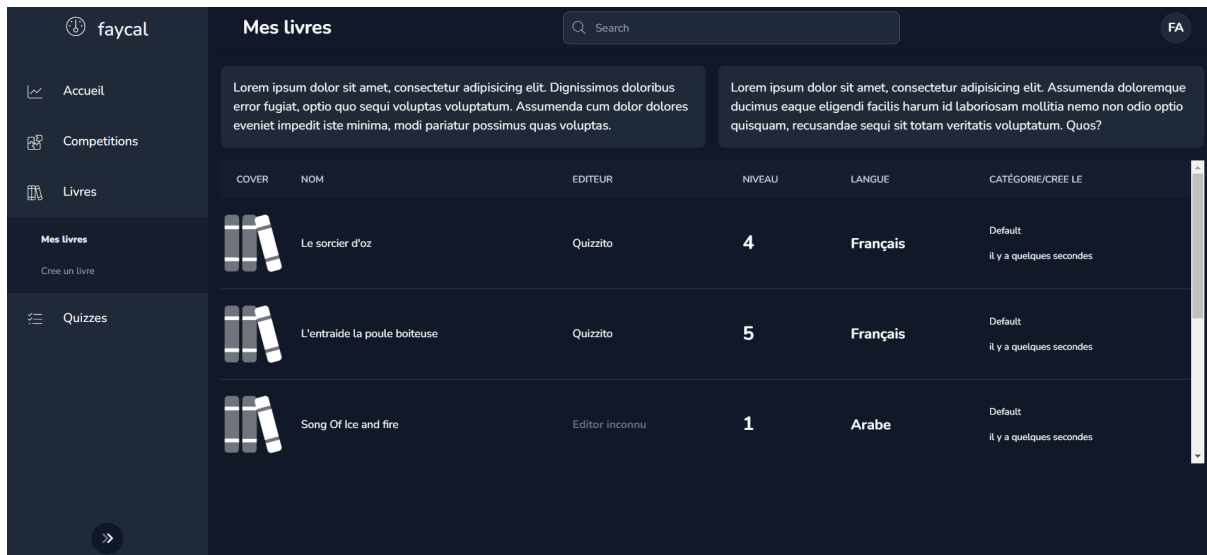 faycal
Mes livres
Search
FA
Accueil
Competitions
Livres
Mes livres
Cree un livre
Quizzes
Lorem ipsum dolor sit amet, consectetur adipisicing elit. Dignissimos doloribus
error fugiat, optio quo sequi voluptas voluptatum. Assumenda cum dolor dolores
eveniet impedit iste minima, modi pariatur possimus quas voluptas.
Lorem ipsum dolor sit amet, consectetur adipisicing elit. Assumenda doloremque
ducimus eaque eligendi facilis harum id laboriosam mollitia nemo non odio optio
quisquam, recusandae sequi sit totam veritatis voluptatum. Quos?
COVER NOM EDITEUR NIVEAU LANGUE CATÉGORIE/CREE LE
Le sorcier d'oz Quizzito 4 Français Default
il y a quelques secondes
L'entraide la poule boiteuse Quizzito 5 Français Default
il y a quelques secondes
Song Of Ice and fire Editor inconnu 1 Arabe Default
il y a quelques secondes